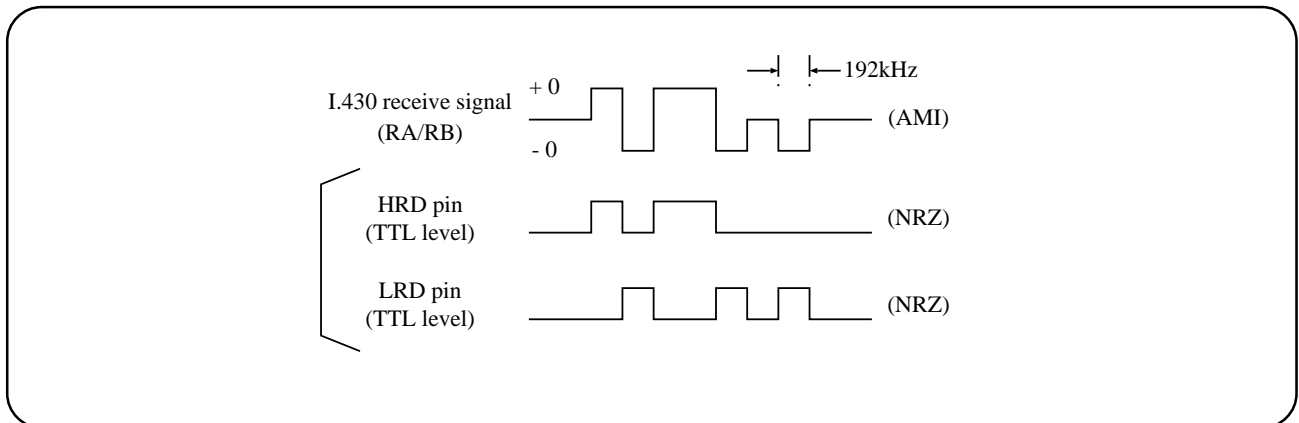 192kHz
+ 0
I.430 receive signal
(RA/RB)
(AMI)
- 0
HRD pin
(TTL level)
(NRZ)
LRD pin
(TTL level)
(NRZ)